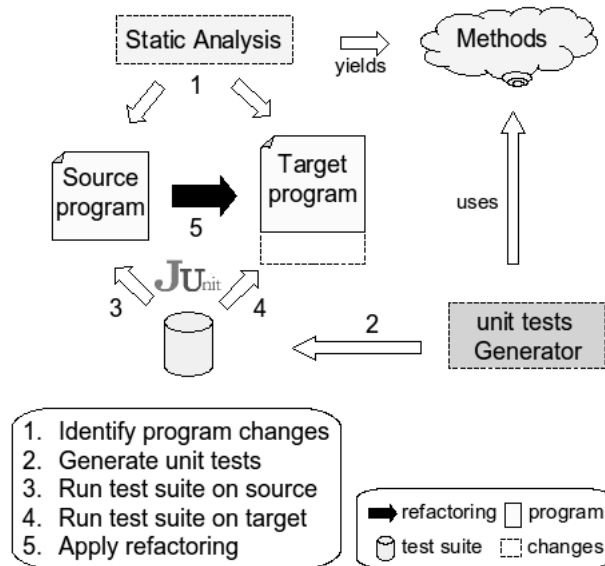 Static Analysis
yields
Methods
1
Source
program
5
Target
program
uses
JUnit
3
4
2
unit tests
Generator
1. Identify program changes
2. Generate unit tests
3. Run test suite on source
4. Run test suite on target
5. Apply refactoring
refactoring
program
test suite
changes